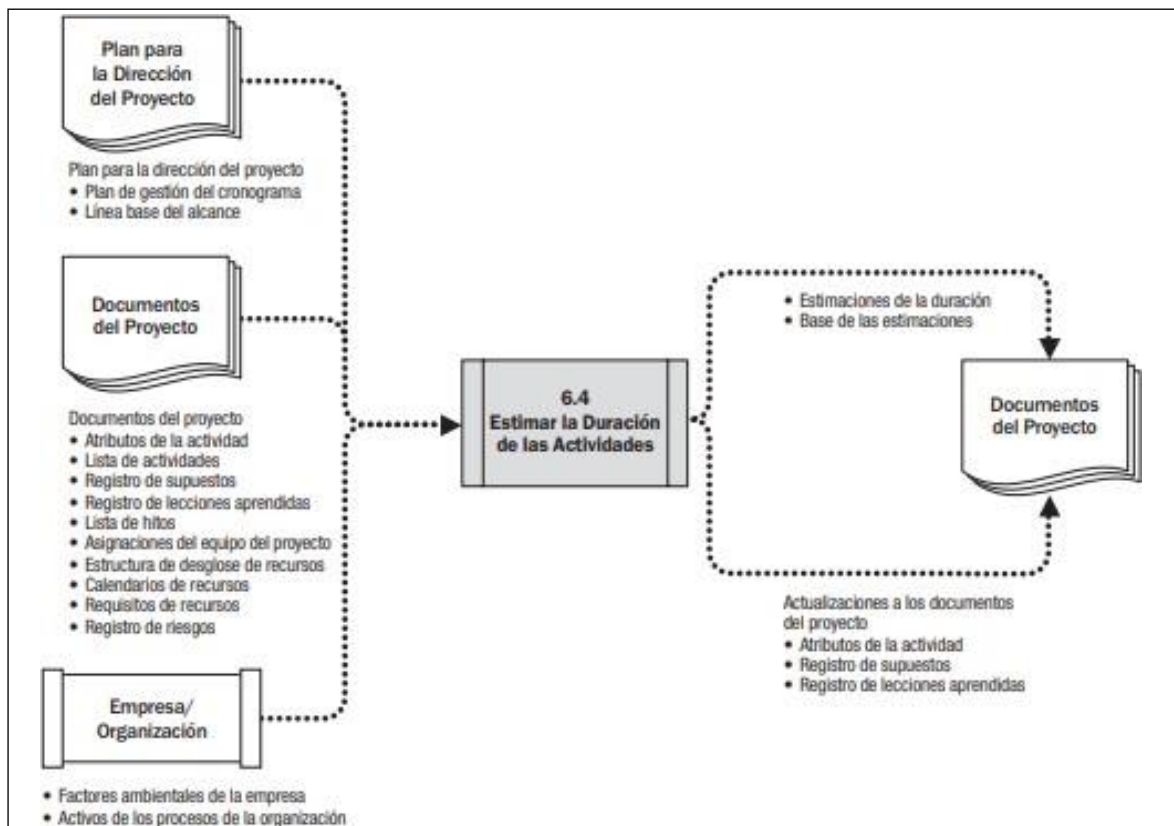 Plan para
la Dirección
del Proyecto
Plan para la dirección del proyecto
• Plan de gestión del cronograma
• Línea base del alcance
Documentos
del Proyecto
Documentos del proyecto
• Atributos de la actividad
• Lista de actividades
• Registro de supuestos
• Registro de lecciones aprendidas
• Lista de hitos
• Asignaciones del equipo del proyecto
• Estructura de desglose de recursos
• Calendarios de recursos
• Requisitos de recursos
• Registro de riesgos
Empresa/
Organización
• Factores ambientales de la empresa
• Activos de los procesos de la organización
6.4
Estimar la Duración
de las Actividades
• Estimaciones de la duración
• Base de las estimaciones
Documentos
del Proyecto
Actualizaciones a los documentos
del proyecto
• Atributos de la actividad
• Registro de supuestos
• Registro de lecciones aprendidas